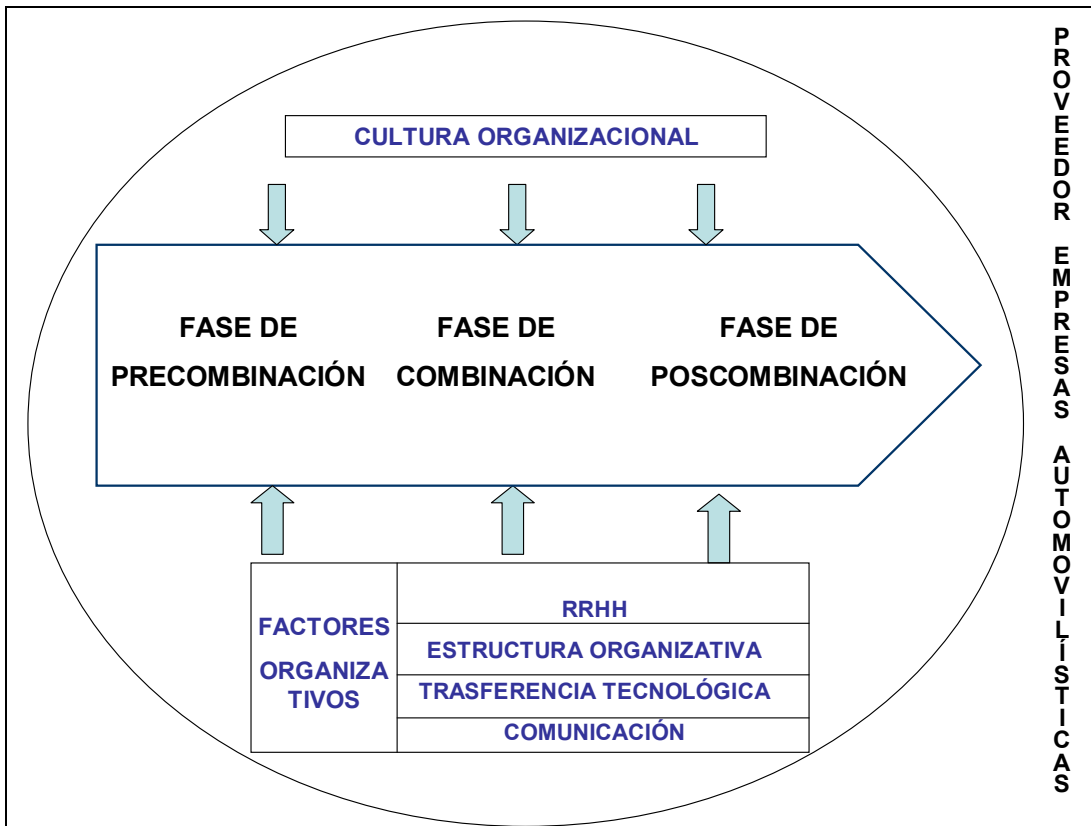 CULTURA ORGANIZACIONAL
FASE DE
PRECOMBINACIÓN
FASE DE
COMBINACIÓN
FASE DE
POSCOMBINACIÓN
FACTORES
ORGANIZA
TIVOS
RRHH
ESTRUCTURA ORGANIZATIVA
TRASFERENCIA TECNOLÓGICA
COMUNICACIÓN
PROVEEDOR EMPRESAS AUTOMOVILÍSTICAS